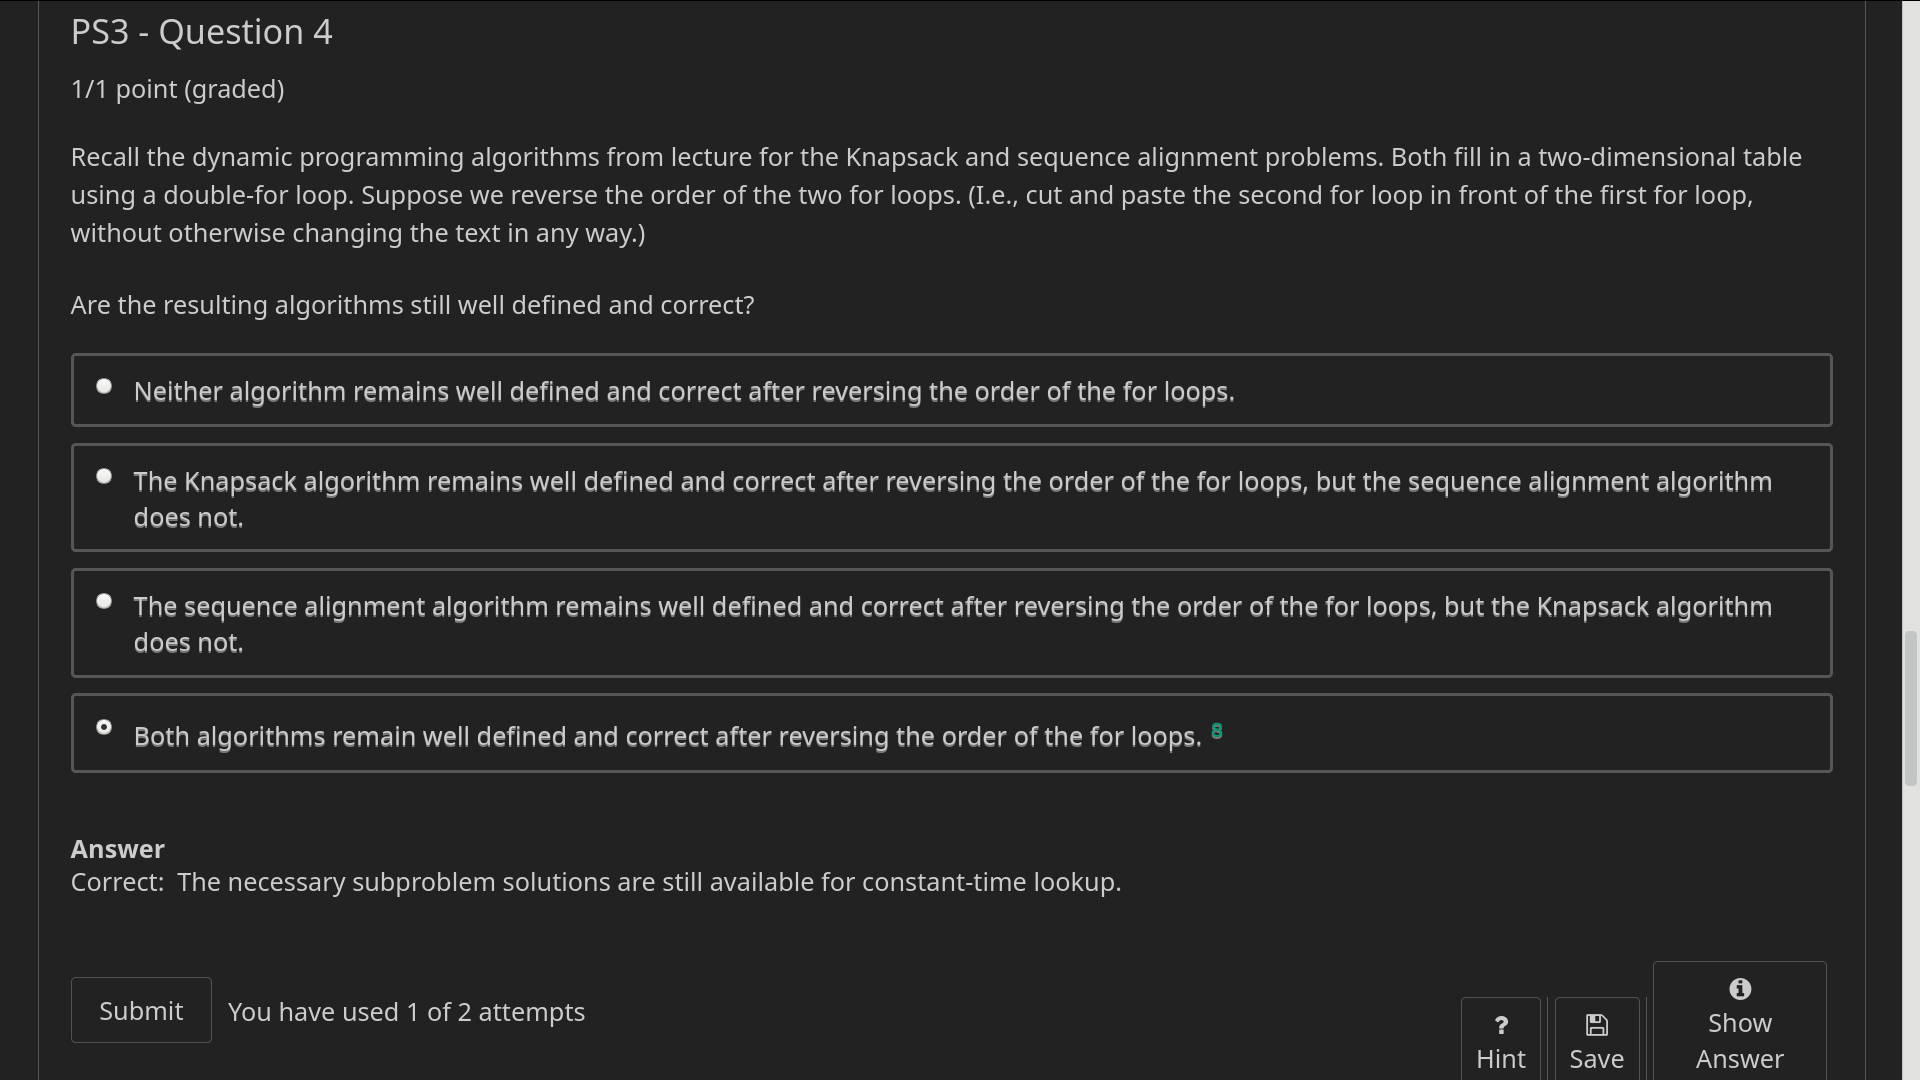 PS3 - Question 4
1/1 point (graded)
Recall the dynamic programming algorithms from lecture for the Knapsack and sequence alignment problems. Both fill in a two-dimensional table
using a double-for loop. Suppose we reverse the order of the two for loops. (I.e., cut and paste the second for loop in front of the first for loop,
without otherwise changing the text in any way.)
Are the resulting algorithms still well defined and correct?
Neither algorithm remains well defined and correct after reversing the order of the for loops.
The Knapsack algorithm remains well defined and correct after reversing the order of the for loops, but the sequence alignment algorithm
does not.
The sequence alignment algorithm remains well defined and correct after reversing the order of the for loops, but the Knapsack algorithm
does not.
Both algorithms remain well defined and correct after reversing the order of the for loops.
Answer
Correct: The necessary subproblem solutions are still available for constant-time lookup.
Submit
You have used 1 of 2 attempts
? Hint
Save
Show
Answer